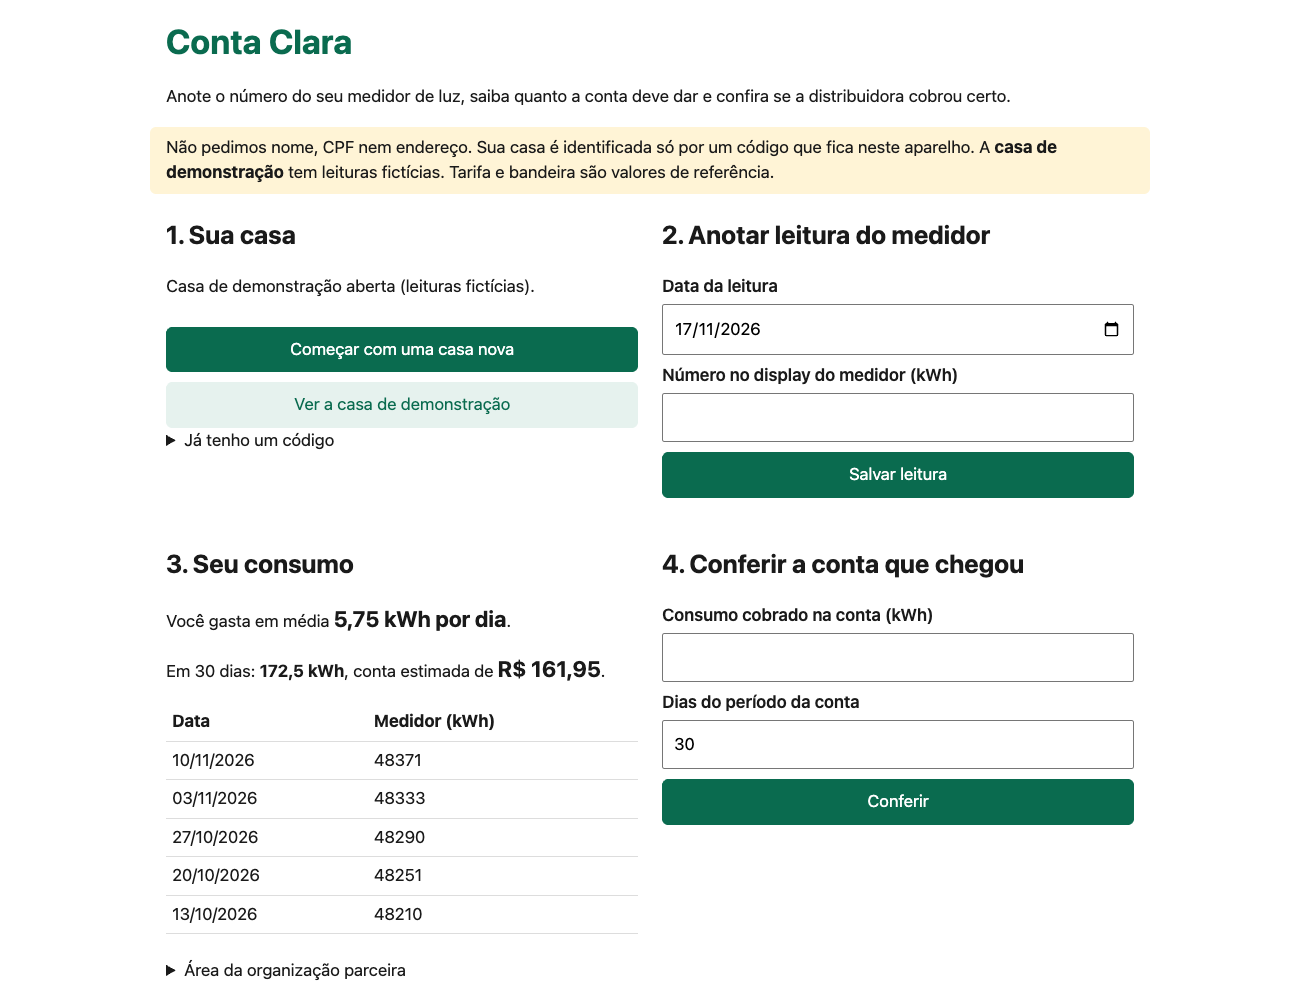 Conta Clara
Anote o número do seu medidor de luz, saiba quanto a conta deve dar e confira se a distribuidora cobrou certo.
Não pedimos nome, CPF nem endereço. Sua casa é identificada só por um código que fica neste aparelho. A casa de
demonstração tem leituras fictícias. Tarifa e bandeira são valores de referência.
1. Sua casa
Casa de demonstração aberta (leituras fictícias).
Começar com uma casa nova
Ver a casa de demonstração
Já tenho um código
2. Anotar leitura do medidor
Data da leitura
17/11/2026
Número no display do medidor (kWh)
Salvar leitura
3. Seu consumo
Você gasta em média 5,75 kWh por dia.
Em 30 dias: 172,5 kWh, conta estimada de R$ 161,95.
Data Medidor (kWh)
10/11/2026 48371
03/11/2026 48333
27/10/2026 48290
20/10/2026 48251
13/10/2026 48210
Área da organização parceira
4. Conferir a conta que chegou
Consumo cobrado na conta (kWh)
Dias do período da conta
30
Conferir